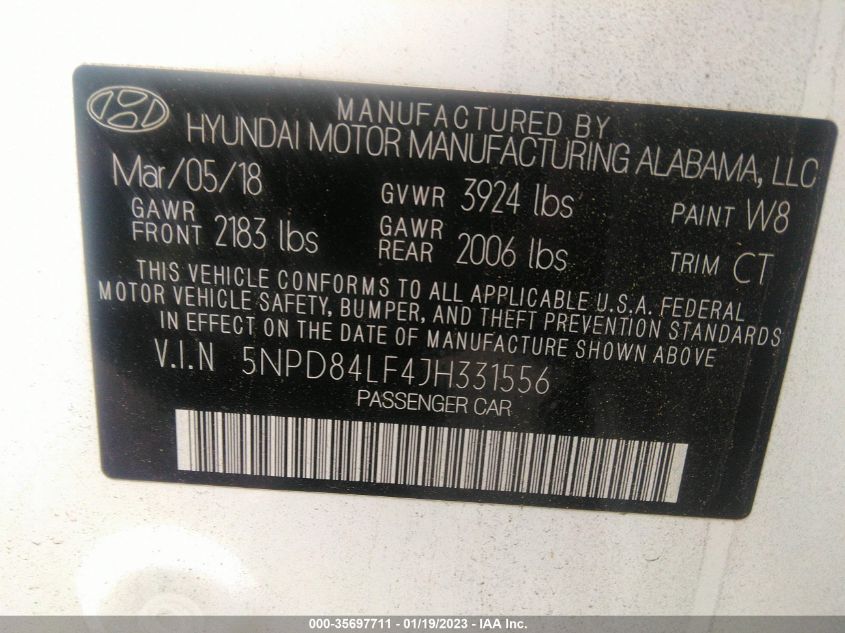 MANUFACTURED BY
HYUNDAI MOTOR MANUFACTURING ALABAMA, LLC
Mar/05/18 GVWR 3924 lbs PAINT W8
GAWR FRONT 2183 lbs GAWR REAR 2006 lbs TRIM CT
THIS VEHICLE CONFORMS TO ALL APPLICABLE U.S.A. FEDERAL
MOTOR VEHICLE SAFETY, BUMPER, AND THEFT PREVENTION STANDARDS
IN EFFECT ON THE DATE OF MANUFACTURE SHOWN ABOVE
V.I.N 5NPD84LF4JH331556
PASSENGER CAR
000-35697711 - 01/19/2023 - IAA Inc.